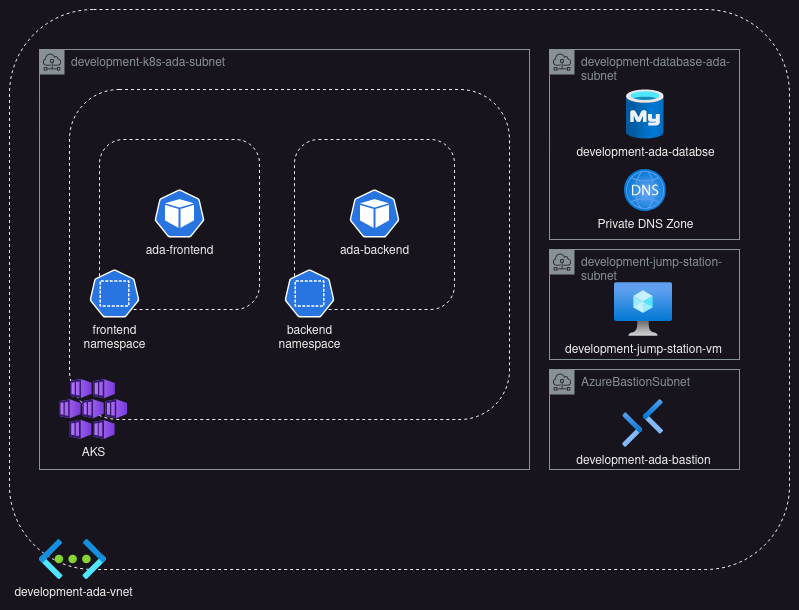 development-k8s-ada-subnet
ada-frontend
ada-backend
frontend
namespace
backend
namespace
AKS
development-database-ada-
subnet
My
development-ada-databse
DNS
Private DNS Zone
development-jump-station-
subnet
development-jump-station-vm
AzureBastionSubnet
development-ada-bastion
development-ada-vnet